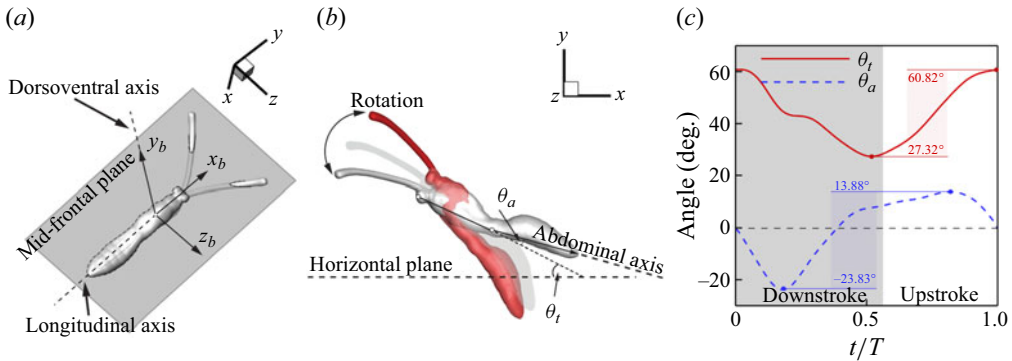 (a)
Dorsoventral axis
y
x
z
y_b
x_b
z_b
Mid-frontal plane
Longitudinal axis
(b)
Rotation
y
z
x
θ_a
Abdominal axis
Horizontal plane
θ_t
(c)
Angle (deg.)
60
40
20
0
−20
θ_t
θ_a
60.82°
27.32°
13.88°
−23.83°
Downstroke
Upstroke
0
0.5
1.0
t/T